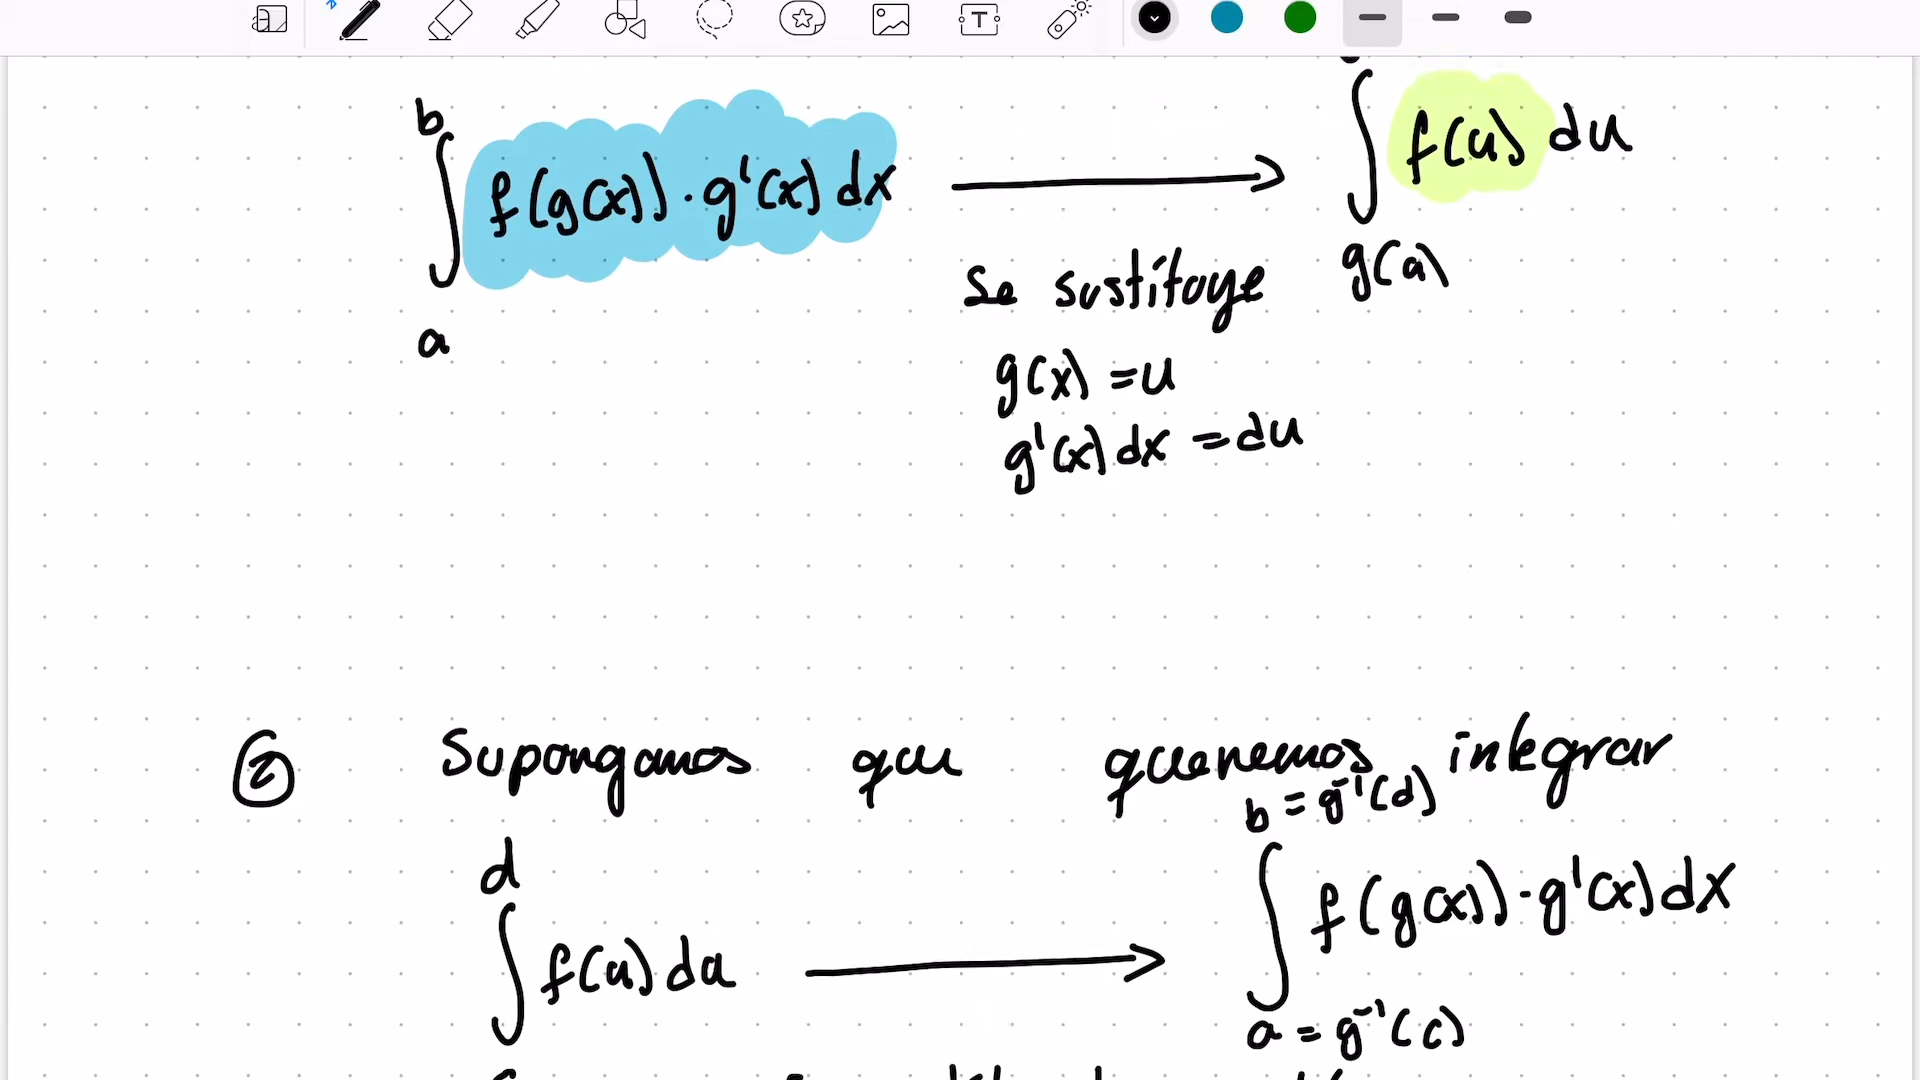 b
∫ f(g(x)) · g'(x) dx → ∫ f(u) du
a
g(a)
Se sustituye
g(x) = u
g'(x) dx = du
② Supongamos que queremos integrar
d
∫ f(u) du → ∫ f(g(x)) · g'(x) dx
b = g⁻¹(d)
a = g⁻¹(c)